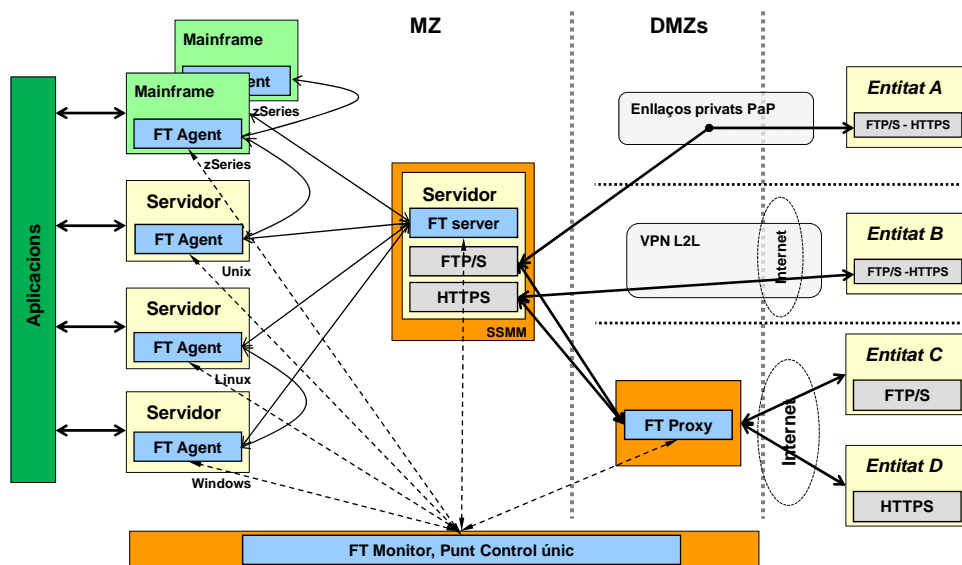 MZ
DMZs
Mainframe
ent
zSeries
Mainframe
FT Agent
zSeries
Aplicacions
Servidor
FT Agent
Unix
Servidor
FT Agent
Linux
Servidor
FT Agent
Windows
Servidor
FT server
FTP/S
HTTPS
SSMM
Enllaços privats PaP
VPN L2L
Internet
FT Proxy
Internet
Entitat A
FTP/S - HTTPS
Entitat B
FTP/S -HTTPS
Entitat C
FTP/S
Entitat D
HTTPS
FT Monitor, Punt Control únic